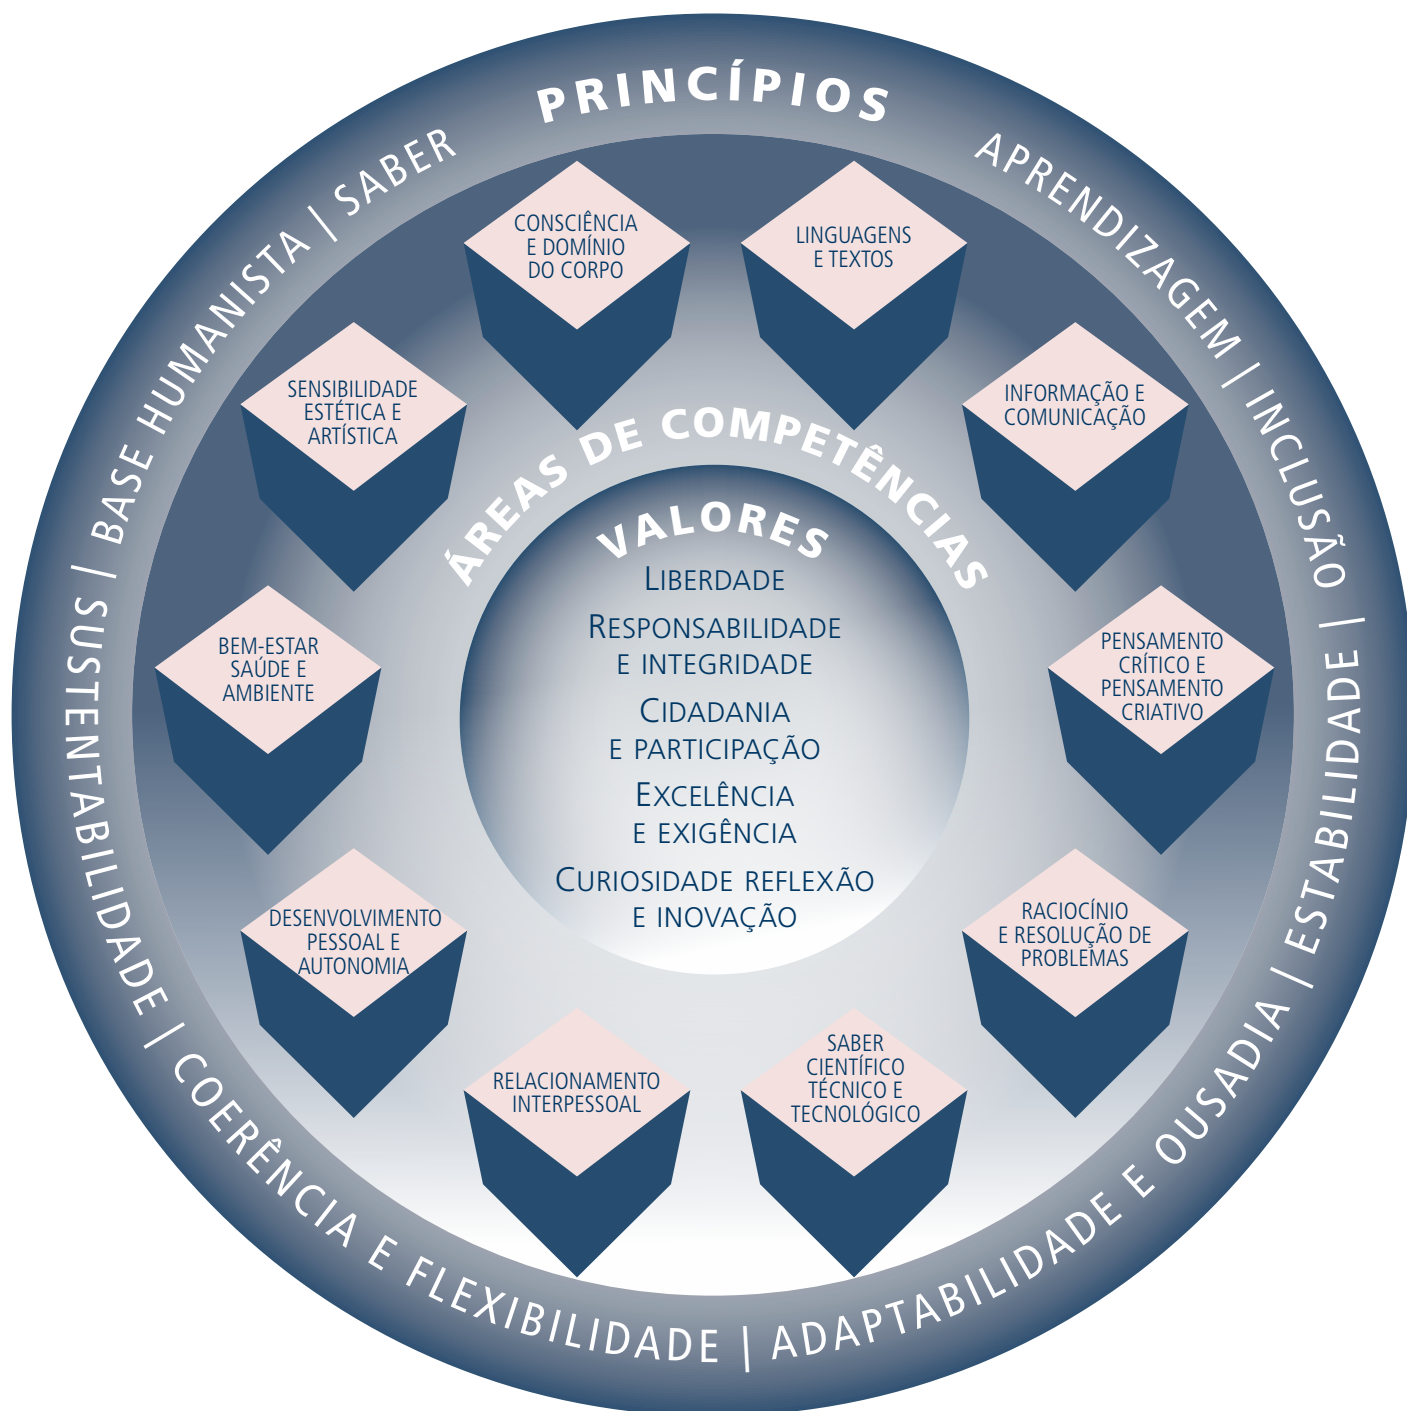 PRINCÍPIOS
APRENDIZAGEM | INCLUSÃO | ESTABILIDADE | ADAPTABILIDADE E OUSADIA | COERÊNCIA E FLEXIBILIDADE | SUSTENTABILIDADE | BASE HUMANISTA | SABER
CONSCIÊNCIA
E DOMÍNIO
DO CORPO
LINGUAGENS
E TEXTOS
INFORMAÇÃO E
COMUNICAÇÃO
PENSAMENTO
CRÍTICO E
PENSAMENTO
CRIATIVO
RACIOCÍNIO
E RESOLUÇÃO DE
PROBLEMAS
SABER
CIENTÍFICO
TÉCNICO E
TECNOLÓGICO
RELACIONAMENTO
INTERPESSOAL
DESENVOLVIMENTO
PESSOAL E
AUTONOMIA
BEM-ESTAR
SAÚDE E
AMBIENTE
SENSIBILIDADE
ESTÉTICA E
ARTÍSTICA
ÁREAS DE COMPETÊNCIAS
VALORES
LIBERDADE
RESPONSABILIDADE
E INTEGRIDADE
CIDADANIA
E PARTICIPAÇÃO
EXCELÊNCIA
E EXIGÊNCIA
CURIOSIDADE REFLEXÃO
E INOVAÇÃO